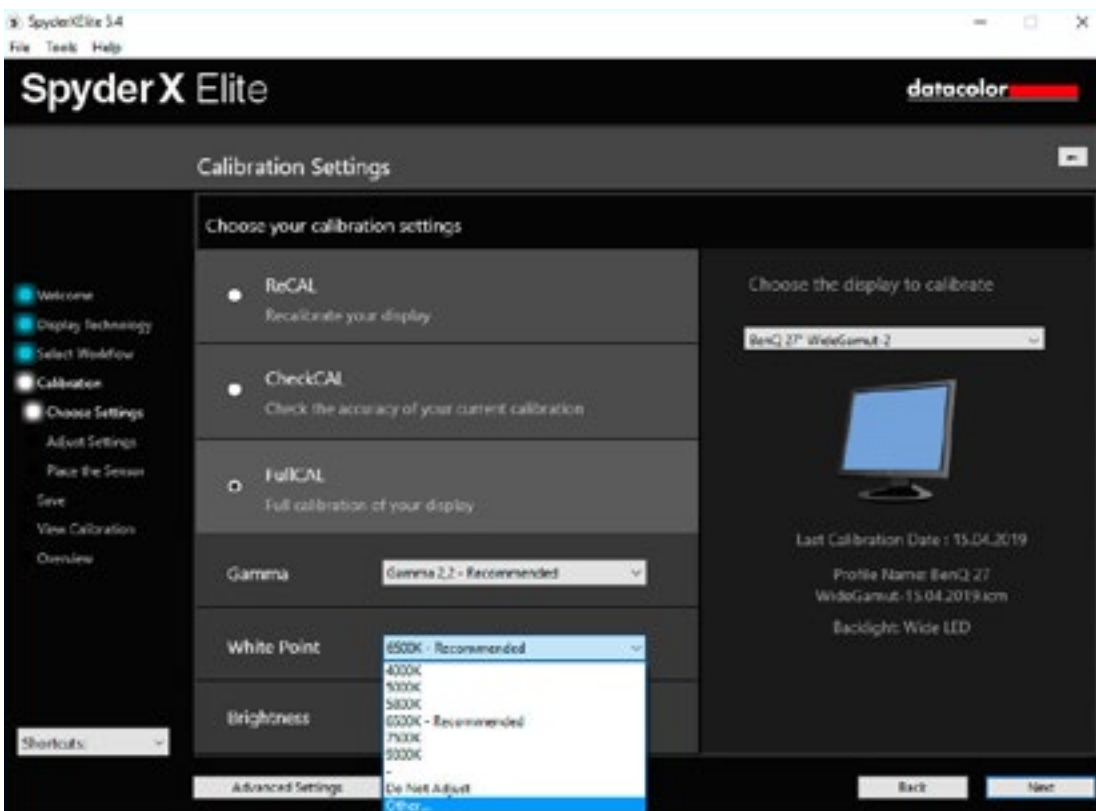 SpyderXElite 5.4
File Tools Help
SpyderX Elite
datacolor
Calibration Settings
Choose your calibration settings
Welcome
Display Technology
Select Workflow
Calibration
Choose Settings
Adjust Settings
Place the Sensor
Save
View Calibration
Overview
Shortcuts:
ReCAL
Recalibrate your display
CheckCAL
Check the accuracy of your current calibration
FullCAL
Full calibration of your display
Gamma
Gamma 2,2 - Recommended
White Point
6500K - Recommended
4000K
5000K
5800K
6500K - Recommended
7500K
9300K
-
Do Not Adjust
Other...
Brightness
Advanced Settings
Choose the display to calibrate
BenQ 27" WideGamut-2
Last Calibration Date : 15.04.2019
Profile Name: BenQ 27
WideGamut-15.04.2019.icm
Backlight: Wide LED
Back
Next